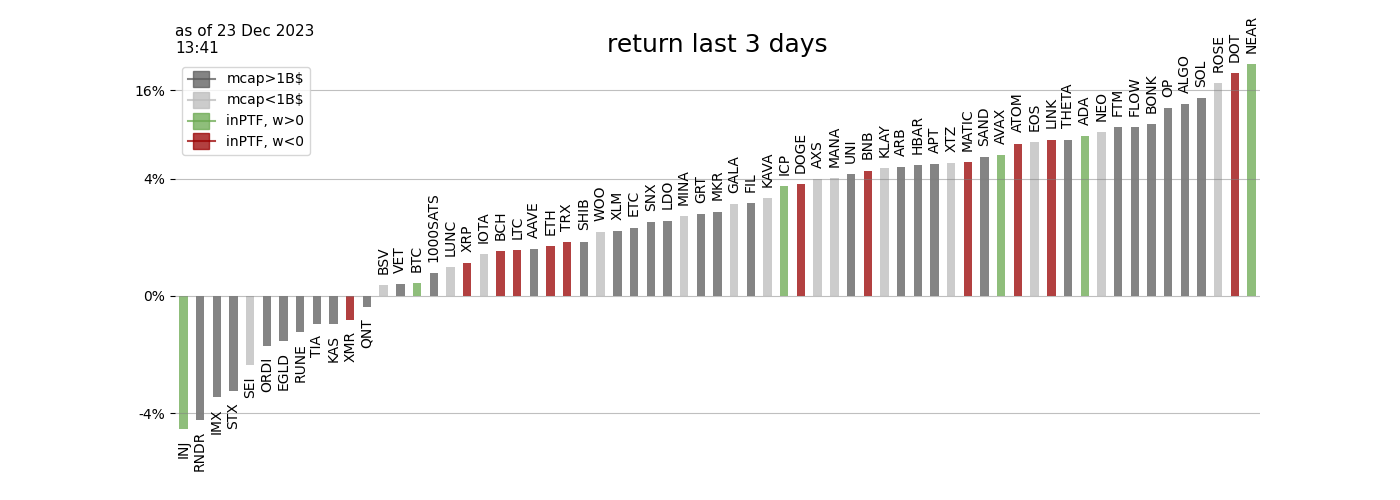 as of 23 Dec 2023
13:41
return last 3 days
mcap>1B$
mcap<1B$
inPTF, w>0
inPTF, w<0
16%
4%
0%
-4%
INJ
RNDR
IMX
STX
SEI
ORDI
EGLD
RUNE
TIA
KAS
XMR
QNT
BSV
VET
BTC
1000SATS
LUNC
XRP
IOTA
BCH
LTC
AAVE
ETH
TRX
SHIB
WOO
XLM
ETC
SNX
LDO
MINA
GRT
MKR
GALA
FIL
KAVA
ICP
DOGE
AXS
MANA
UNI
BNB
KLAY
ARB
HBAR
APT
XTZ
MATIC
SAND
AVAX
ATOM
EOS
LINK
THETA
ADA
NEO
FTM
FLOW
BONK
OP
ALGO
SOL
ROSE
DOT
NEAR